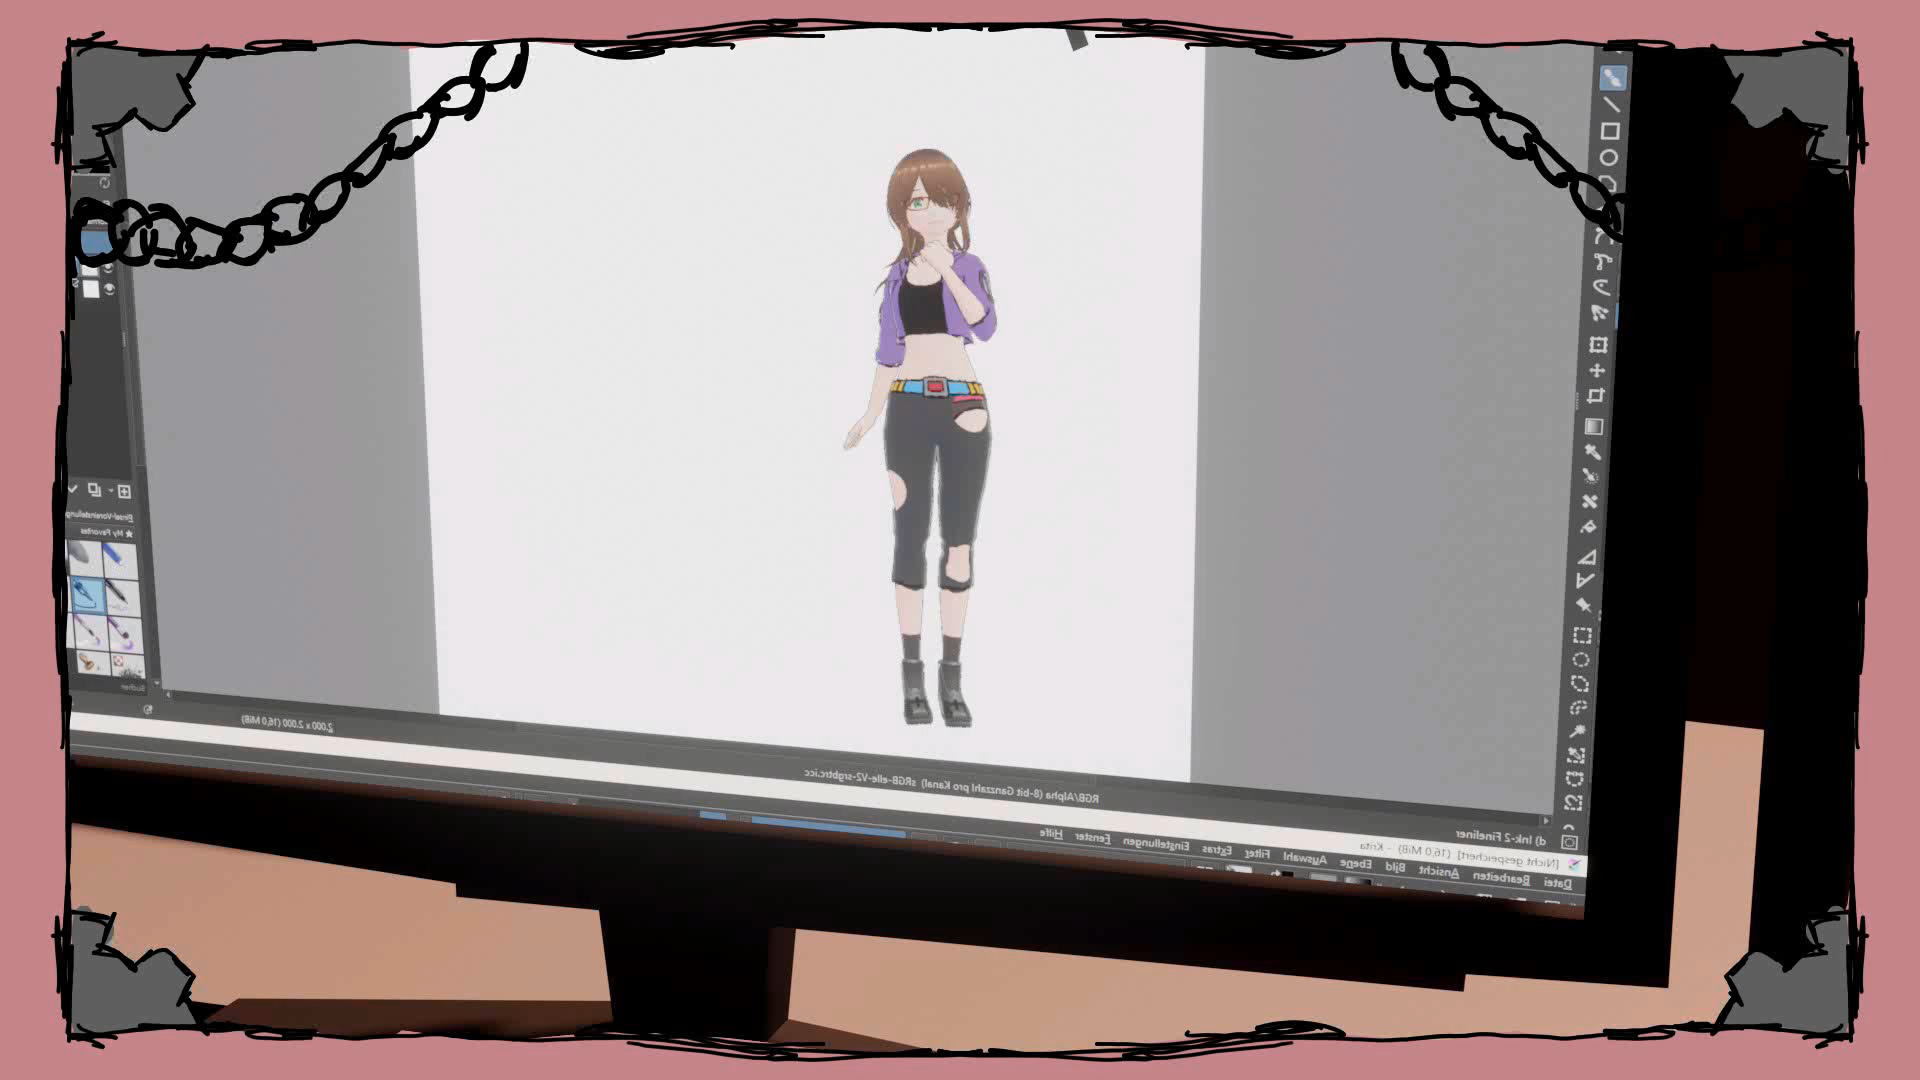 Pinsel-Voreinstellung
My Favorites
Suchen
2.000 x 2.000 (16,0 MiB)
RGB/Alpha (8-bit Ganzzahl pro Kanal) sRGB-elle-V2-srgbtrc.icc
d) Ink-2 Fineliner
[Nicht gespeichert] (16,0 MiB) - Krita
Datei Bearbeiten Ansicht Bild Ebene Auswahl Filter Extras Einstellungen Fenster Hilfe